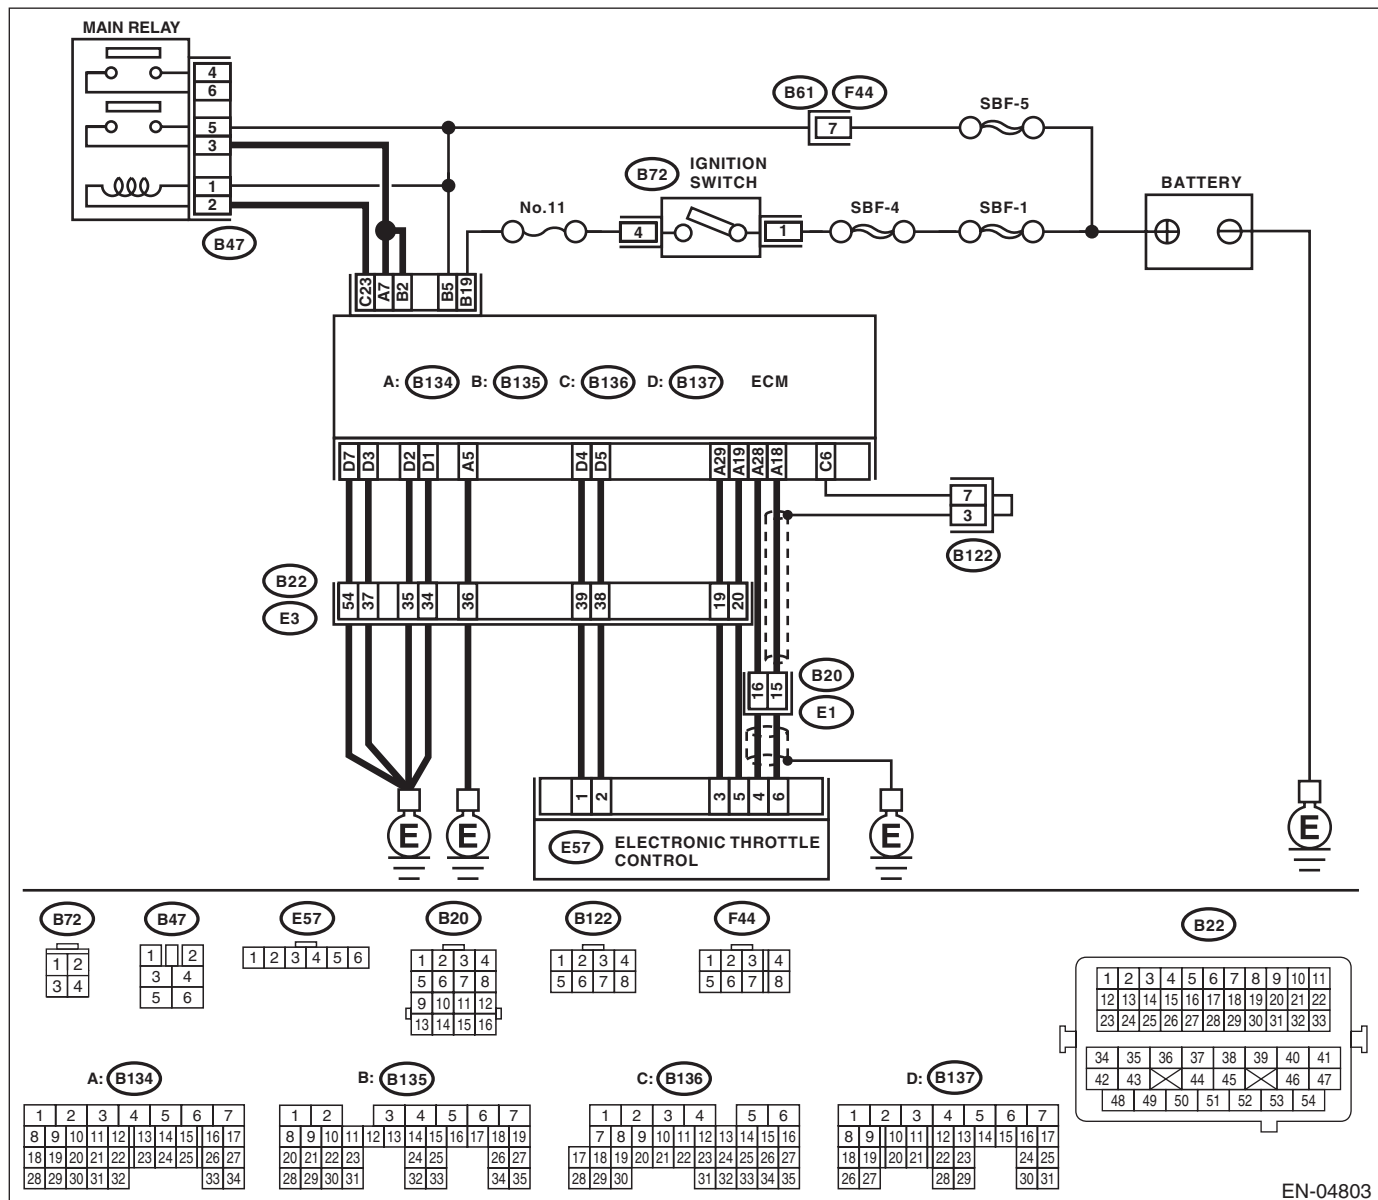 MAIN RELAY
4
6
5
3
1
2
B47
B61 F44
7
SBF-5
B72 IGNITION
SWITCH
No.11
4
1
SBF-4
SBF-1
BATTERY
C23 A7 B2 B5 B19
A: B134 B: B135 C: B136 D: B137 ECM
D7 D3 D2 D1 A5 D4 D5 A29 A19 A28 A18 C6
7
3
B122
B22
E3
54 37 35 34 36 39 38 19 20
16 15
B20
E1
1 2 3 5 4 6
E E E E
E57 ELECTRONIC THROTTLE
CONTROL
B72
1 2
3 4
B47
1 2
3 4
5 6
E57
1 2 3 4 5 6
B20
1 2 3 4
5 6 7 8
9 10 11 12
13 14 15 16
B122
1 2 3 4
5 6 7 8
F44
1 2 3 4
5 6 7 8
B22
1 2 3 4 5 6 7 8 9 10 11
12 13 14 15 16 17 18 19 20 21 22
23 24 25 26 27 28 29 30 31 32 33
34 35 36 37 38 39 40 41
42 43 44 45 46 47
48 49 50 51 52 53 54
A: B134
1 2 3 4 5 6 7
8 9 10 11 12 13 14 15 16 17
18 19 20 21 22 23 24 25 26 27
28 29 30 31 32 33 34
B: B135
1 2 3 4 5 6 7
8 9 10 11 12 13 14 15 16 17 18 19
20 21 22 23 24 25 26 27
28 29 30 31 32 33 34 35
C: B136
1 2 3 4 5 6
7 8 9 10 11 12 13 14 15 16
17 18 19 20 21 22 23 24 25 26 27
28 29 30 31 32 33 34 35
D: B137
1 2 3 4 5 6 7
8 9 10 11 12 13 14 15 16 17
18 19 20 21 22 23 24 25
26 27 28 29 30 31
EN-04803